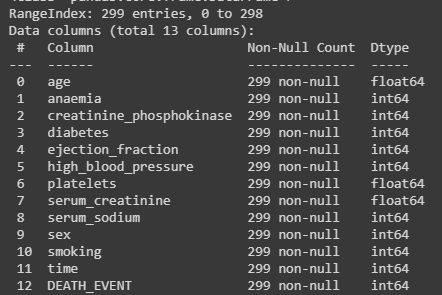 RangeIndex: 299 entries, 0 to 298
Data columns (total 13 columns):
 #   Column                    Non-Null Count  Dtype
---  ------                    --------------  -----
 0   age                       299 non-null    float64
 1   anaemia                   299 non-null    int64
 2   creatinine_phosphokinase  299 non-null    int64
 3   diabetes                  299 non-null    int64
 4   ejection_fraction         299 non-null    int64
 5   high_blood_pressure       299 non-null    int64
 6   platelets                 299 non-null    float64
 7   serum_creatinine          299 non-null    float64
 8   serum_sodium              299 non-null    int64
 9   sex                       299 non-null    int64
 10  smoking                   299 non-null    int64
 11  time                      299 non-null    int64
 12  DEATH_EVENT               299 non-null    int64